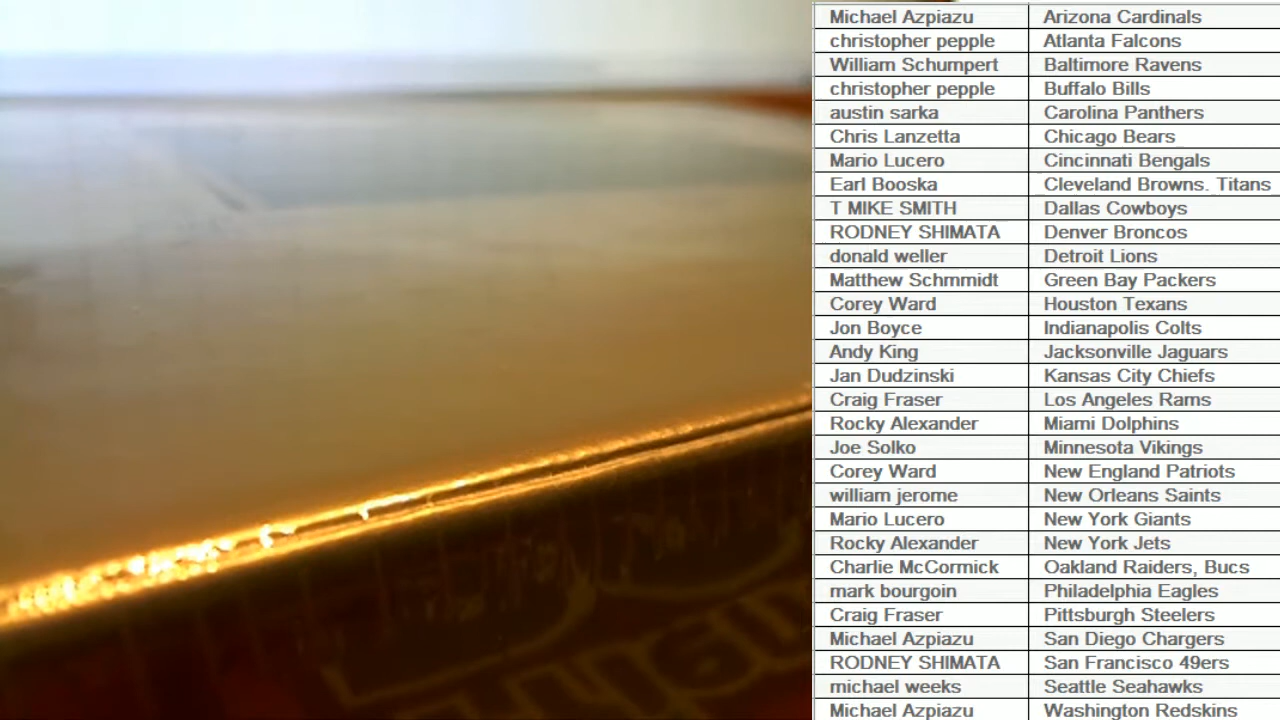 Michael Azpiazu Arizona Cardinals
christopher pepple Atlanta Falcons
William Schumpert Baltimore Ravens
christopher pepple Buffalo Bills
austin sarka Carolina Panthers
Chris Lanzetta Chicago Bears
Mario Lucero Cincinnati Bengals
Earl Booska Cleveland Browns. Titans
T MIKE SMITH Dallas Cowboys
RODNEY SHIMATA Denver Broncos
donald weller Detroit Lions
Matthew Schmmidt Green Bay Packers
Corey Ward Houston Texans
Jon Boyce Indianapolis Colts
Andy King Jacksonville Jaguars
Jan Dudzinski Kansas City Chiefs
Craig Fraser Los Angeles Rams
Rocky Alexander Miami Dolphins
Joe Solko Minnesota Vikings
Corey Ward New England Patriots
william jerome New Orleans Saints
Mario Lucero New York Giants
Rocky Alexander New York Jets
Charlie McCormick Oakland Raiders, Bucs
mark bourgoin Philadelphia Eagles
Craig Fraser Pittsburgh Steelers
Michael Azpiazu San Diego Chargers
RODNEY SHIMATA San Francisco 49ers
michael weeks Seattle Seahawks
Michael Azpiazu Washington Redskins